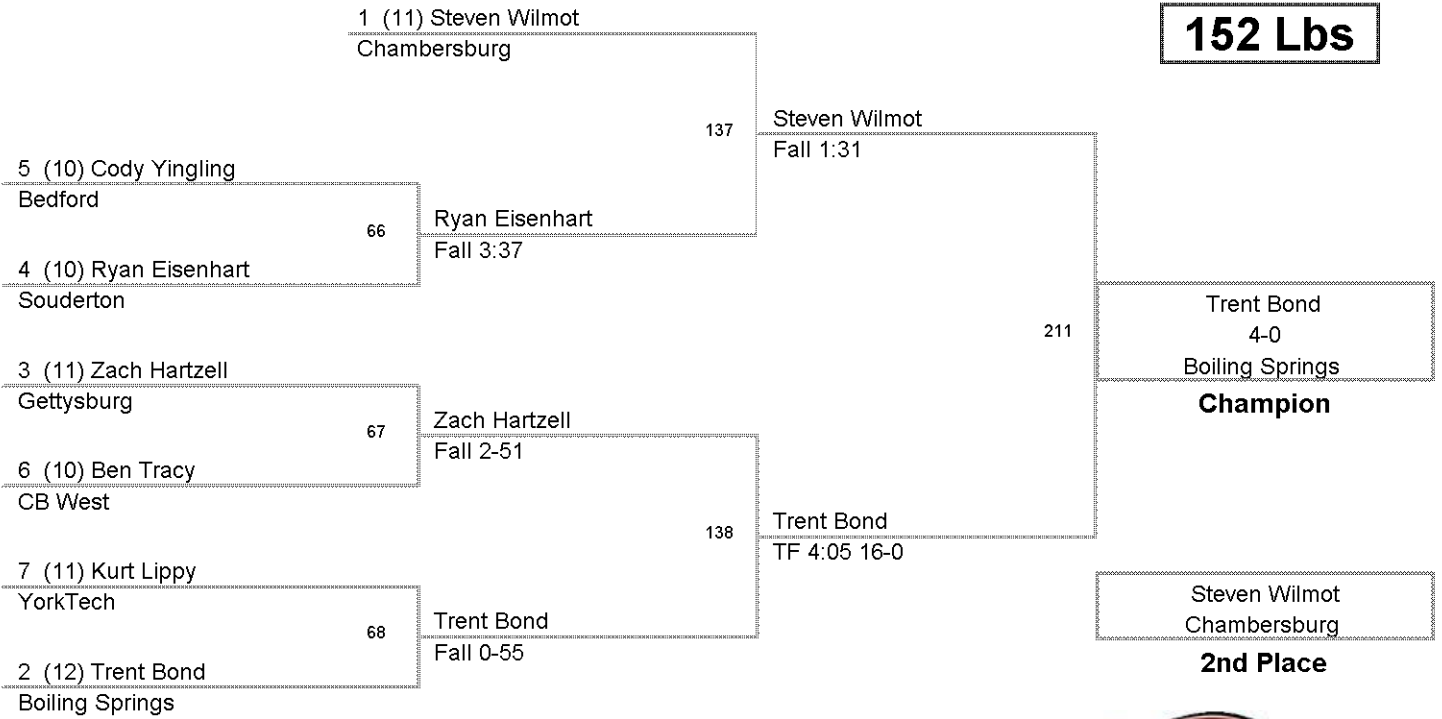 1 (11) Steven Wilmot
Chambersburg
152 Lbs
137
Steven Wilmot
Fall 1:31
5 (10) Cody Yingling
Bedford
66
Ryan Eisenhart
Fall 3:37
4 (10) Ryan Eisenhart
Souderton
211
Trent Bond
4-0
Boiling Springs
Champion
3 (11) Zach Hartzell
Gettysburg
67
Zach Hartzell
Fall 2-51
6 (10) Ben Tracy
CB West
138
Trent Bond
TF 4:05 16-0
7 (11) Kurt Lippy
YorkTech
68
Trent Bond
Fall 0-55
2 (12) Trent Bond
Boiling Springs
Steven Wilmot
Chambersburg
2nd Place